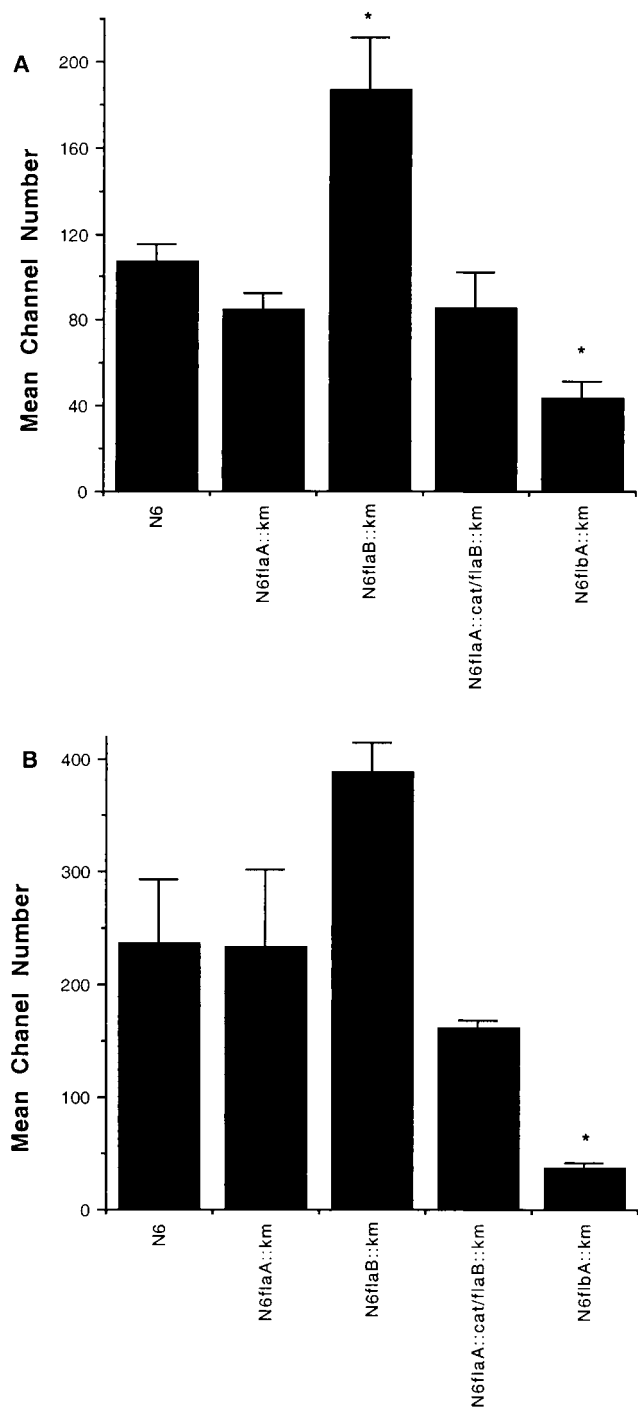 A
Mean Channel Number
200
160
120
80
40
0
*
*
N6
N6flaA::km
N6flaB::km
N6flaA::cat/flaB::km
N6flbA::km
B
Mean Chanel Number
400
300
200
100
0
*
N6
N6flaA::km
N6flaB::km
N6flaA::cat/flaB::km
N6flbA::km